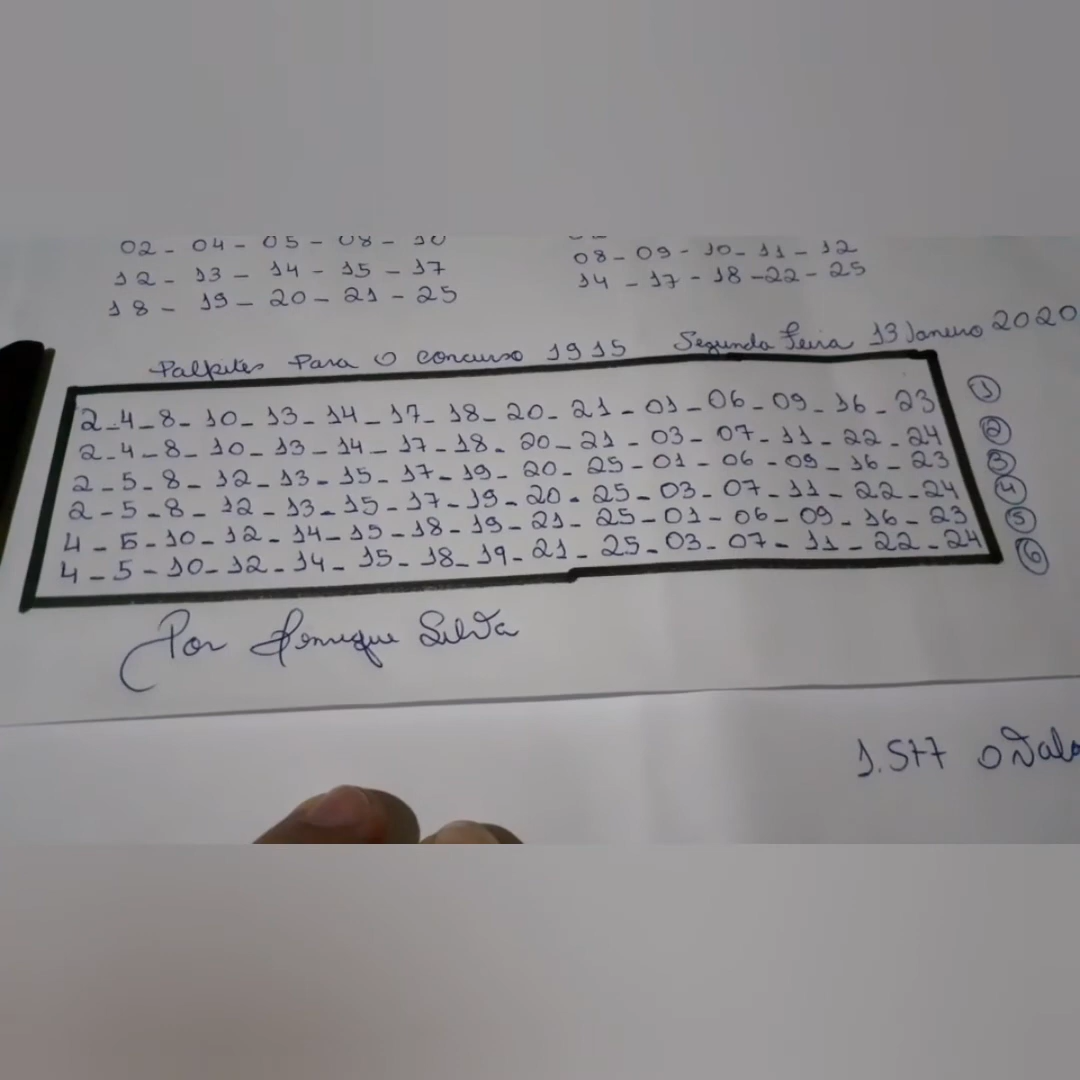 02 - 04 - 05 - 08 - 10
12 - 13 - 14 - 15 - 17
18 - 19 - 20 - 21 - 25
08 - 09 - 10 - 11 - 12
14 - 17 - 18 - 22 - 25
Palpites Para O concurso 1915 Segunda Feira 13 Janeiro 2020
2 - 4 - 8 - 10 - 13 - 14 - 17 - 18 - 20 - 21 - 01 - 06 - 09 - 16 - 23 1
2 - 4 - 8 - 10 - 13 - 14 - 17 - 18 - 20 - 21 - 03 - 07 - 11 - 22 - 24 2
2 - 5 - 8 - 12 - 13 - 15 - 17 - 19 - 20 - 25 - 01 - 06 - 09 - 16 - 23 3
2 - 5 - 8 - 12 - 13 - 15 - 17 - 19 - 20 - 25 - 03 - 07 - 11 - 22 - 24 4
4 - 5 - 10 - 12 - 14 - 15 - 18 - 19 - 21 - 25 - 01 - 06 - 09 - 16 - 23 5
4 - 5 - 10 - 12 - 14 - 15 - 18 - 19 - 21 - 25 - 03 - 07 - 11 - 22 - 24 6
Por Henrique Silva
1.577 o